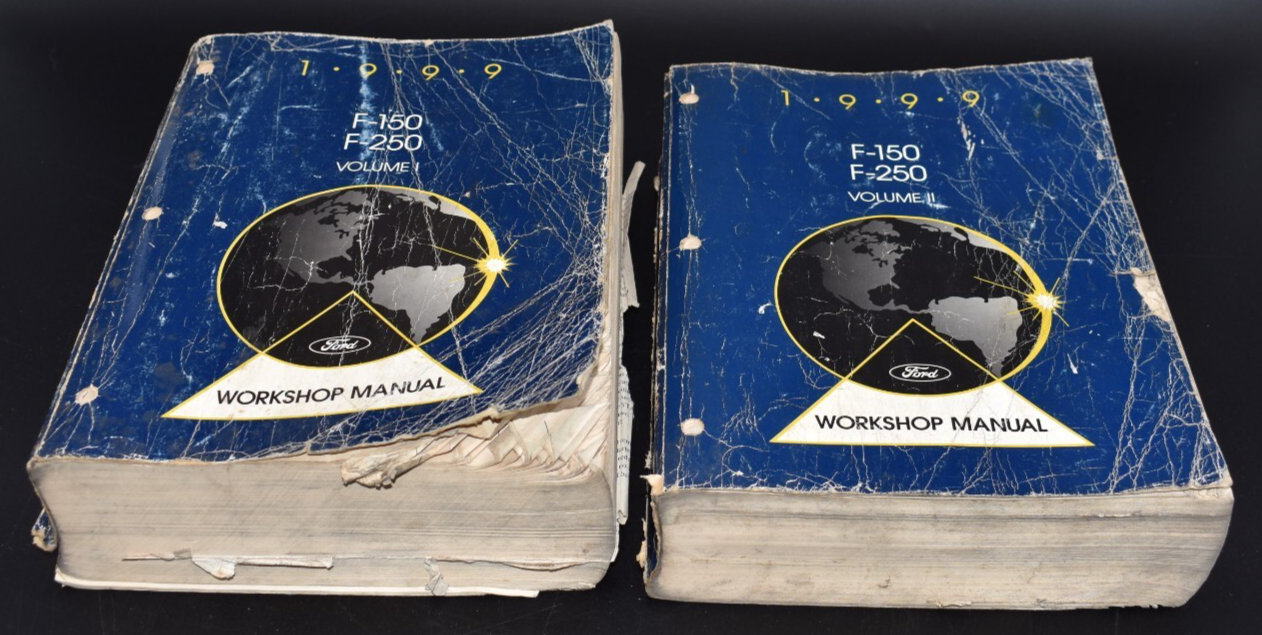 1·9·9·9
F-150
F-250
VOLUME I
Ford
WORKSHOP MANUAL
1·9·9·9
F-150
F-250
VOLUME II
Ford
WORKSHOP MANUAL